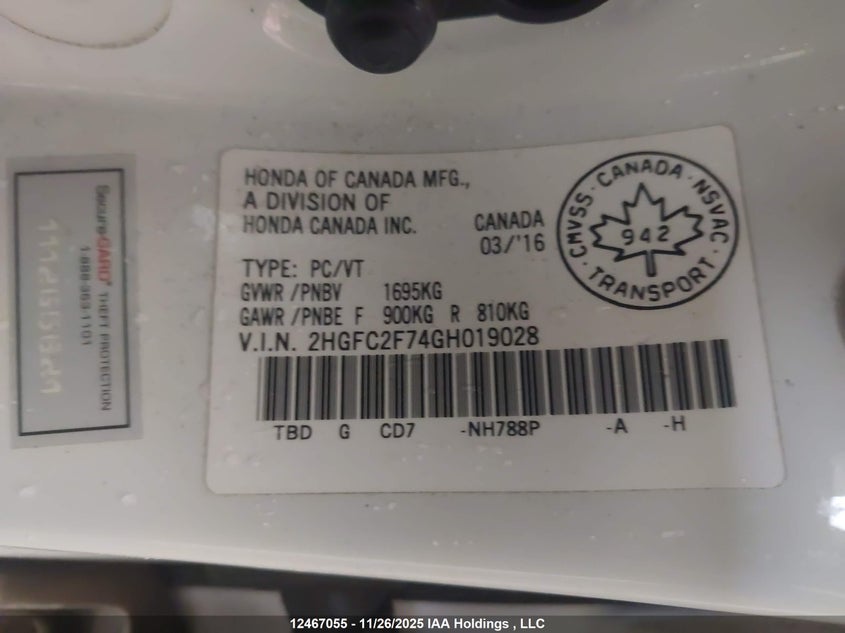 HONDA OF CANADA MFG.,
A DIVISION OF
HONDA CANADA INC.
CANADA
03/'16
TYPE: PC/VT
GVWR /PNBV 1695KG
GAWR /PNBE F 900KG R 810KG
V.I.N. 2HGFC2F74GH019028
TBD G CD7 -NH788P -A -H
CMVSS · CANADA · NSVAC
942
· TRANSPORT ·
SecureGARD® THEFT PROTECTION
1-888-363-1101
12467055 - 11/26/2025 IAA Holdings , LLC